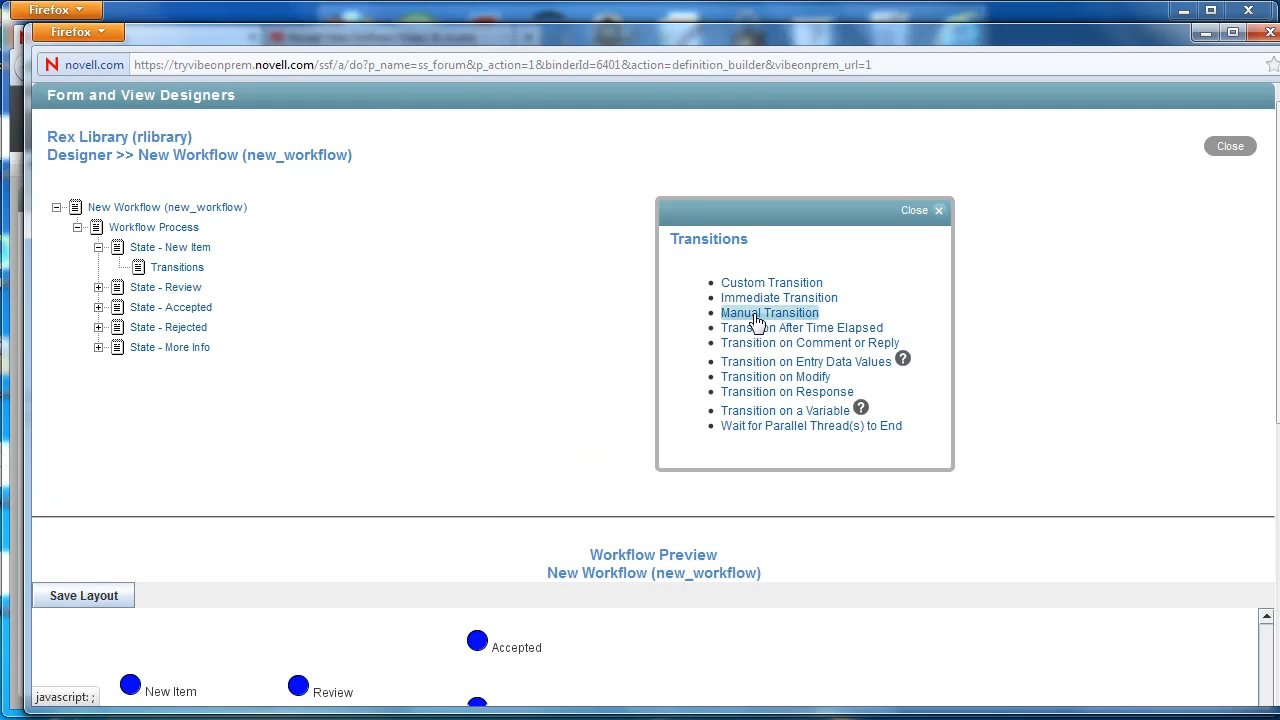 Firefox
Firefox
novell.com
https://tryvibeonprem.novell.com/ssf/a/do?p_name=ss_forum&p_action=1&binderId=6401&action=definition_builder&vibeonprem_url=1
Form and View Designers
Rex Library (rlibrary)
Designer >> New Workflow (new_workflow)
Close
New Workflow (new_workflow)
Workflow Process
State - New Item
Transitions
State - Review
State - Accepted
State - Rejected
State - More Info
Close
Transitions
Custom Transition
Immediate Transition
Manual Transition
Transition After Time Elapsed
Transition on Comment or Reply
Transition on Entry Data Values ?
Transition on Modify
Transition on Response
Transition on a Variable ?
Wait for Parallel Thread(s) to End
Workflow Preview
New Workflow (new_workflow)
Save Layout
Accepted
New Item
Review
javascript: ;